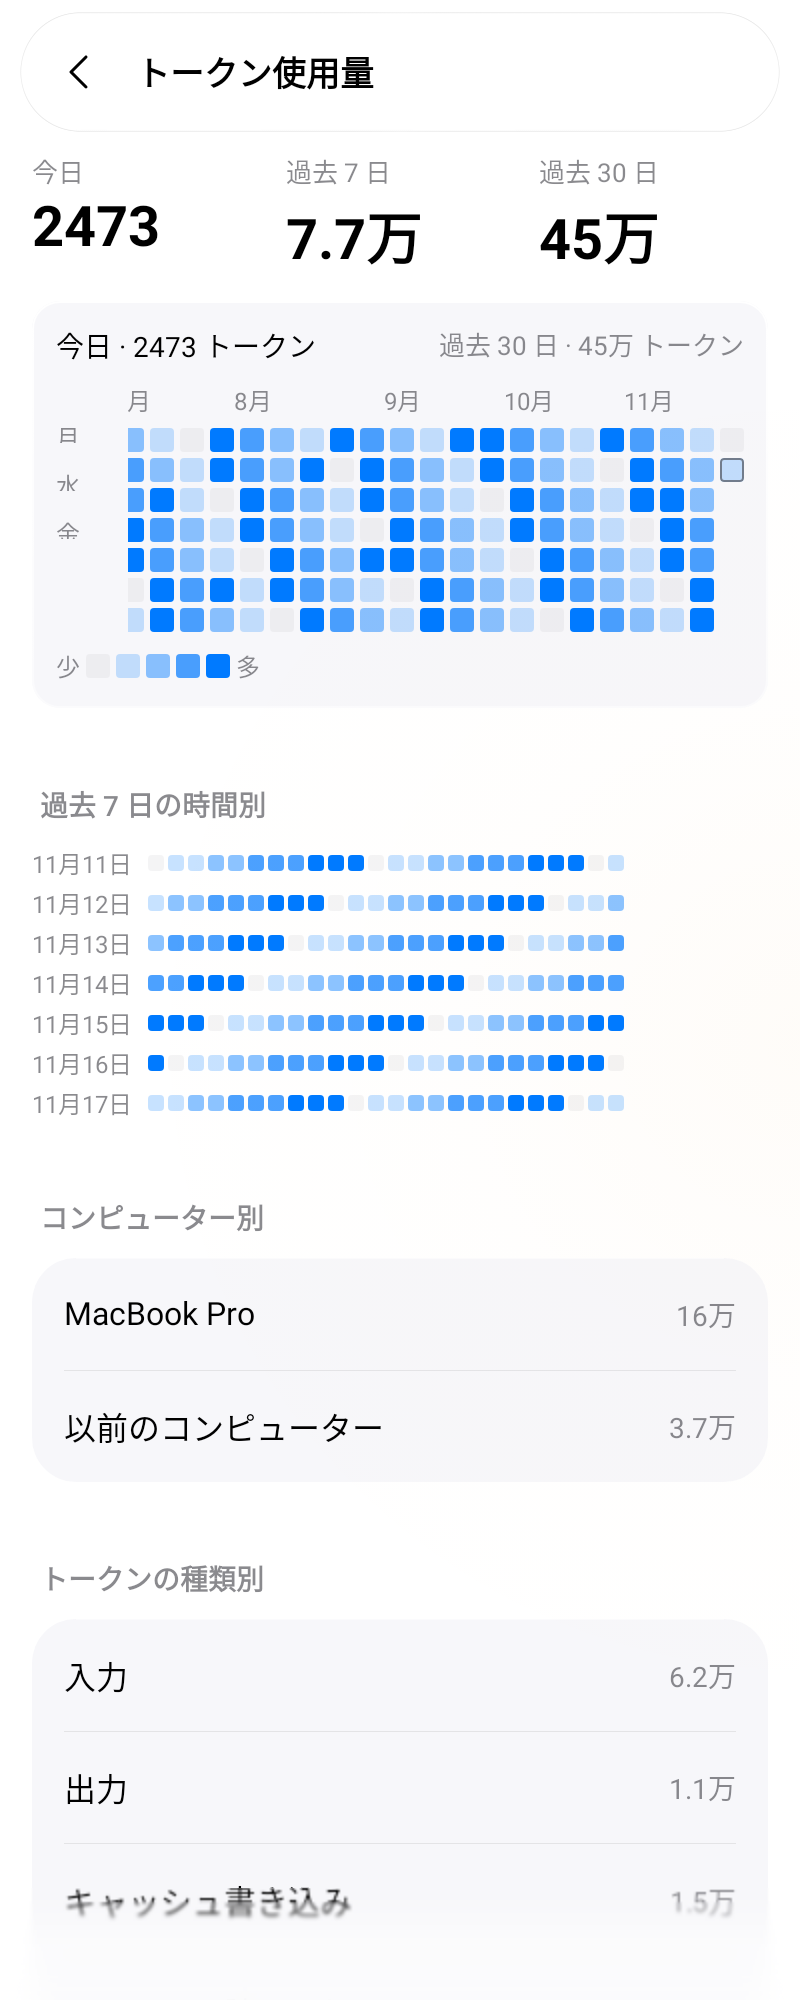 トークン使用量
今日
2473
過去 7 日
7.7万
過去 30 日
45万
今日 · 2473 トークン
過去 30 日 · 45万 トークン
月 8月 9月 10月 11月
日
水
金
少 多
過去 7 日の時間別
11月11日
11月12日
11月13日
11月14日
11月15日
11月16日
11月17日
コンピューター別
MacBook Pro 16万
以前のコンピューター 3.7万
トークンの種類別
入力 6.2万
出力 1.1万
キャッシュ書き込み 1.5万